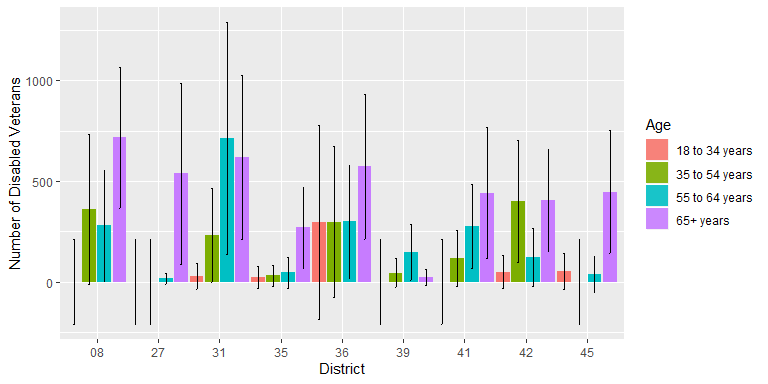 Number of Disabled Veterans
1000
500
0
08 27 31 35 36 39 41 42 45
District
Age
18 to 34 years
35 to 54 years
55 to 64 years
65+ years